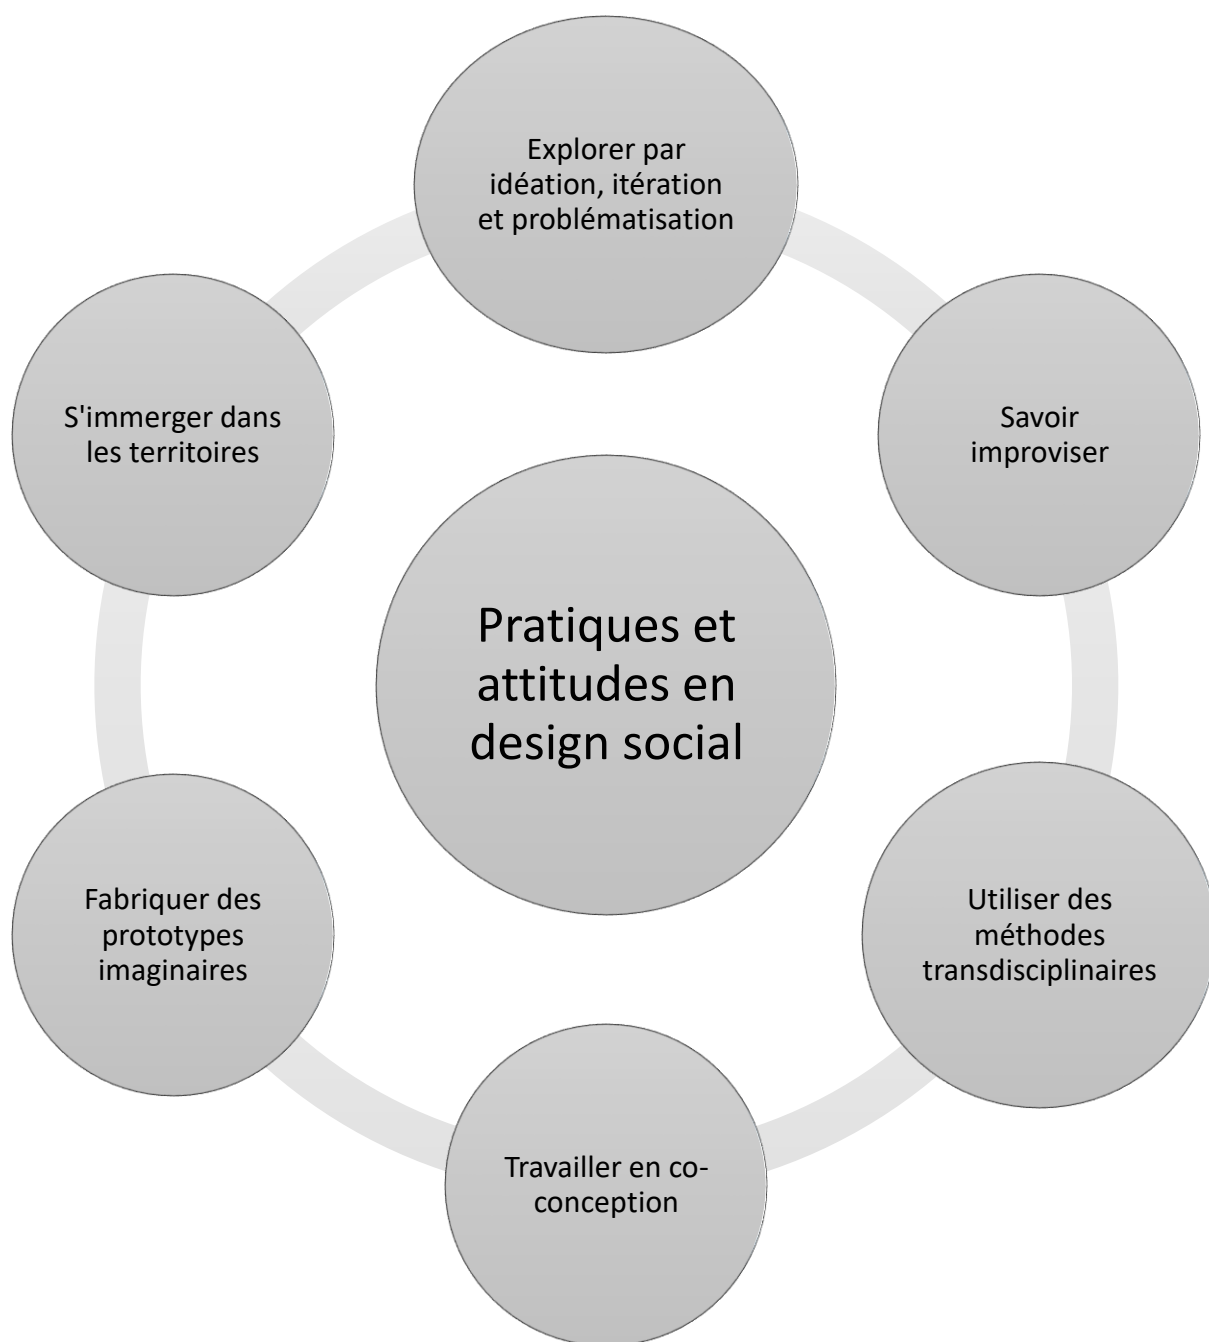 Explorer par
idéation, itération
et problématisation
Savoir
improviser
Utiliser des
méthodes
transdisciplinaires
Travailler en co-
conception
Fabriquer des
prototypes
imaginaires
S'immerger dans
les territoires
Pratiques et
attitudes en
design social